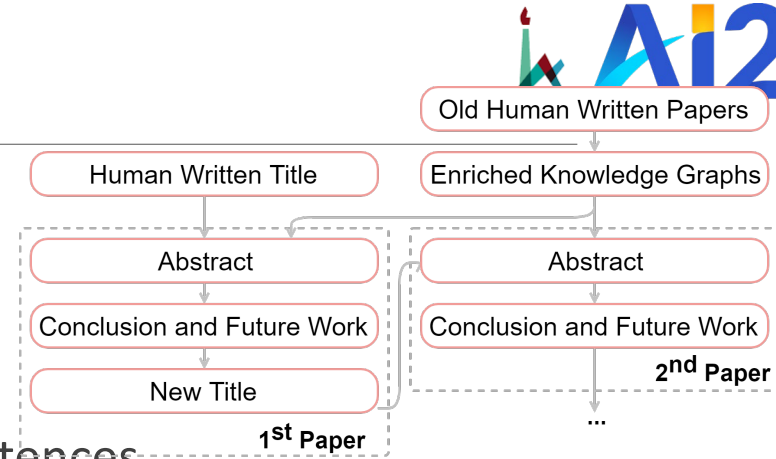 Ai2
Old Human Written Papers
Human Written Title
Enriched Knowledge Graphs
Abstract
Abstract
Conclusion and Future Work
Conclusion and Future Work
New Title
2nd Paper
1st Paper
...
tences